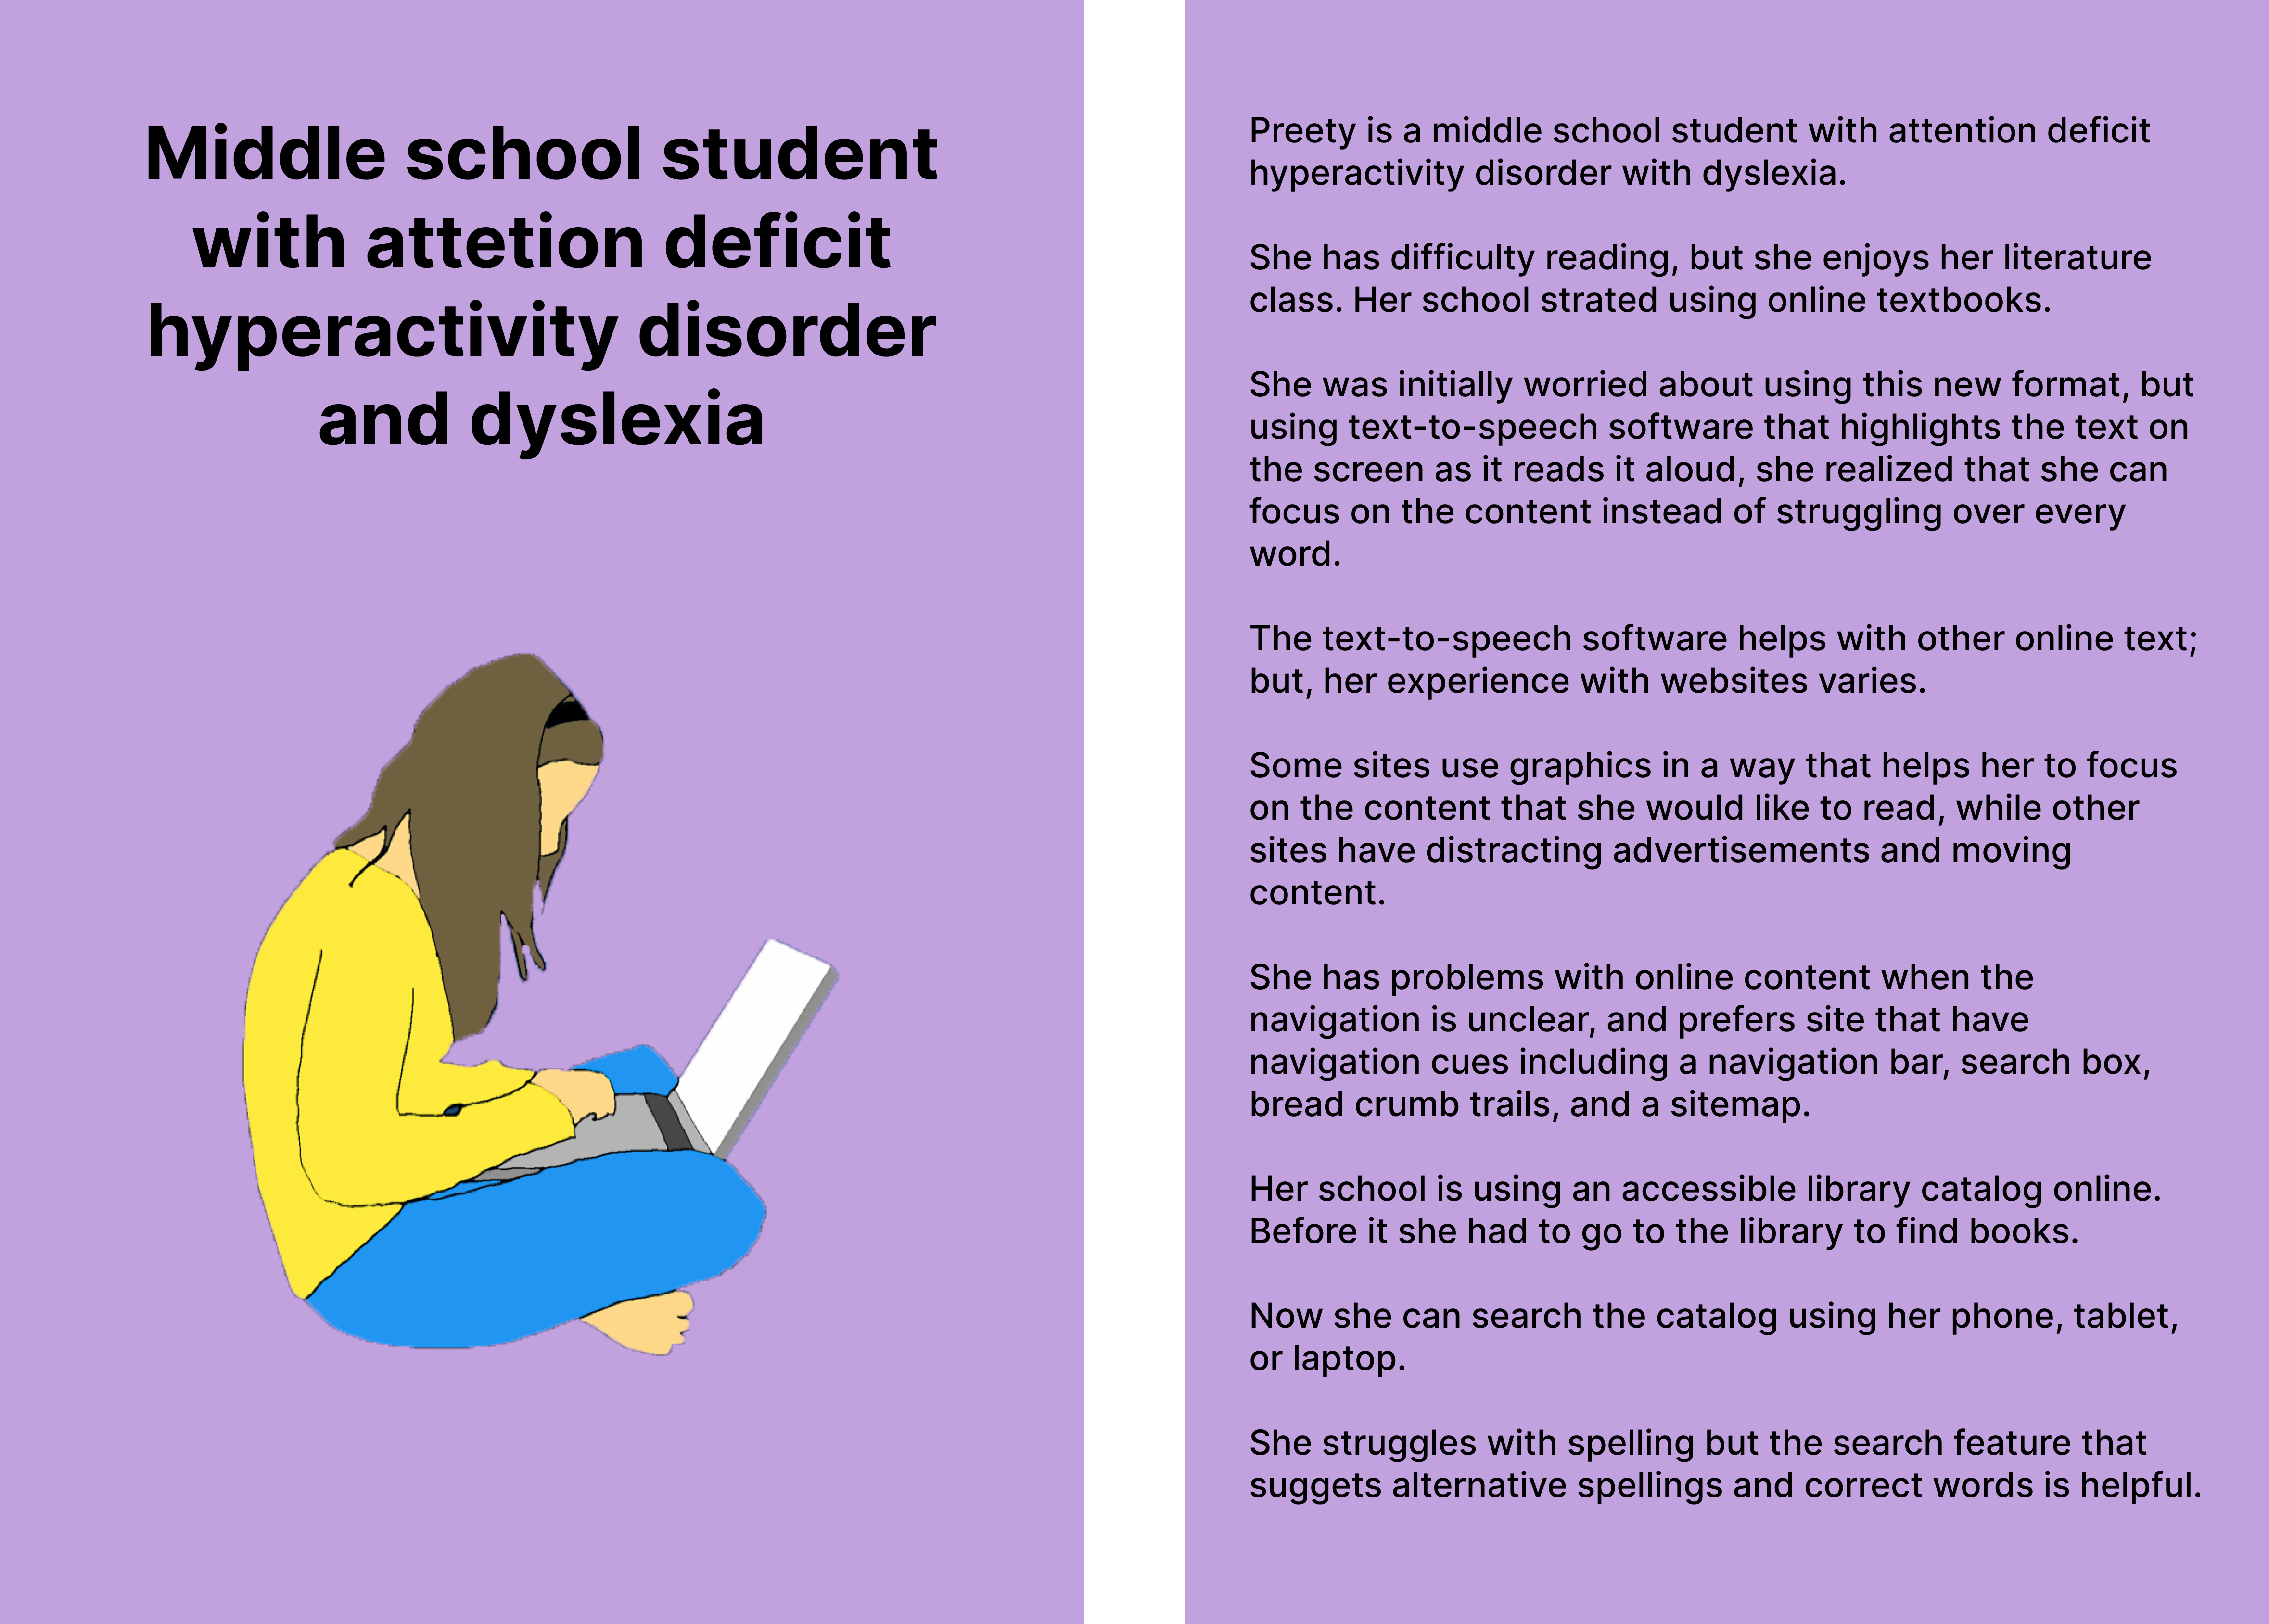 Middle school student
with attetion deficit
hyperactivity disorder
and dyslexia
Preety is a middle school student with attention deficit
hyperactivity disorder with dyslexia.
She has difficulty reading, but she enjoys her literature
class. Her school strated using online textbooks.
She was initially worried about using this new format, but
using text-to-speech software that highlights the text on
the screen as it reads it aloud, she realized that she can
focus on the content instead of struggling over every
word.
The text-to-speech software helps with other online text;
but, her experience with websites varies.
Some sites use graphics in a way that helps her to focus
on the content that she would like to read, while other
sites have distracting advertisements and moving
content.
She has problems with online content when the
navigation is unclear, and prefers site that have
navigation cues including a navigation bar, search box,
bread crumb trails, and a sitemap.
Her school is using an accessible library catalog online.
Before it she had to go to the library to find books.
Now she can search the catalog using her phone, tablet,
or laptop.
She struggles with spelling but the search feature that
suggets alternative spellings and correct words is helpful.